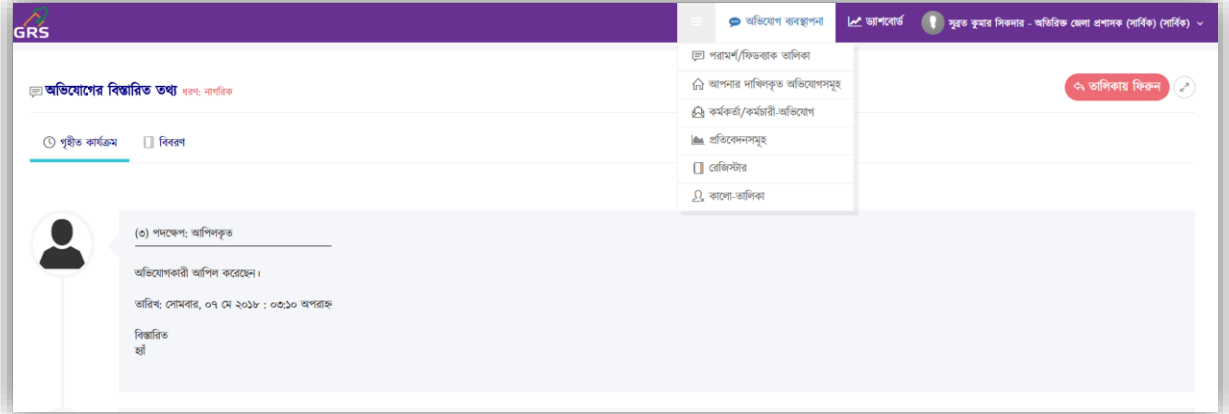 GRS
অভিযোগ ব্যবস্থাপনা
ড্যাশবোর্ড
সুব্রত কুমার সিকদার - অতিরিক্ত জেলা প্রশাসক (সার্বিক) (সার্বিক)
পরামর্শ/ফিডব্যাক তালিকা
আপনার দাখিলকৃত অভিযোগসমূহ
কর্মকর্তা/কর্মচারী-অভিযোগ
প্রতিবেদনসমূহ
রেজিস্টার
কালো-তালিকা
অভিযোগের বিস্তারিত তথ্য ধরণ: নাগরিক
তালিকায় ফিরুন
গৃহীত কার্যক্রম
বিবরণ
(৩) পদক্ষেপ: আপিলকৃত
অভিযোগকারী আপিল করেছেন।
তারিখ: সোমবার, ০৭ মে ২০১৮ : ০৩:১০ অপরাহ্ন
বিস্তারিত
হ্যাঁ